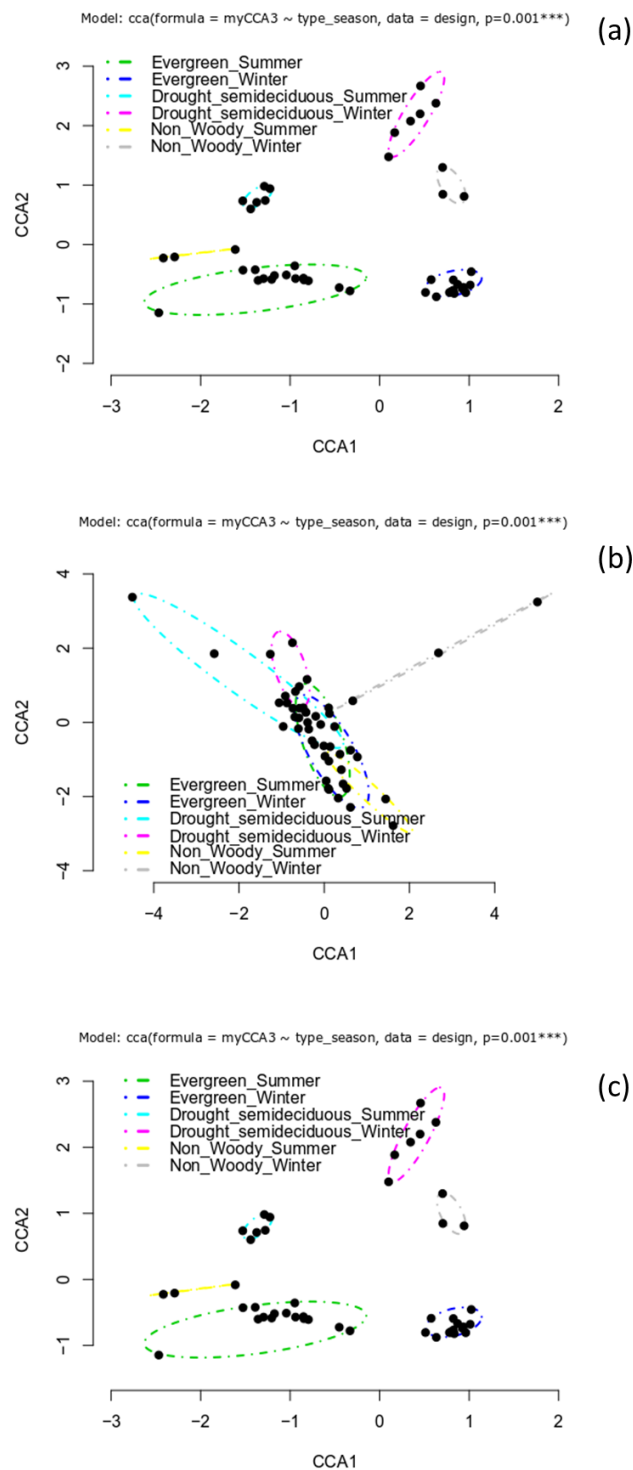 Model: cca(formula = myCCA3 ~ type_season, data = design, p=0.001***)
(a)
Evergreen_Summer
Evergreen_Winter
Drought_semideciduous_Summer
Drought_semideciduous_Winter
Non_Woody_Summer
Non_Woody_Winter
3
2
1
0
−1
−2
CCA2
−3
−2
−1
0
1
2
CCA1
Model: cca(formula = myCCA3 ~ type_season, data = design, p=0.001***)
(b)
4
2
0
−2
−4
CCA2
Evergreen_Summer
Evergreen_Winter
Drought_semideciduous_Summer
Drought_semideciduous_Winter
Non_Woody_Summer
Non_Woody_Winter
−4
−2
0
2
4
CCA1
Model: cca(formula = myCCA3 ~ type_season, data = design, p=0.001***)
(c)
Evergreen_Summer
Evergreen_Winter
Drought_semideciduous_Summer
Drought_semideciduous_Winter
Non_Woody_Summer
Non_Woody_Winter
3
2
1
0
−1
CCA2
−3
−2
−1
0
1
2
CCA1